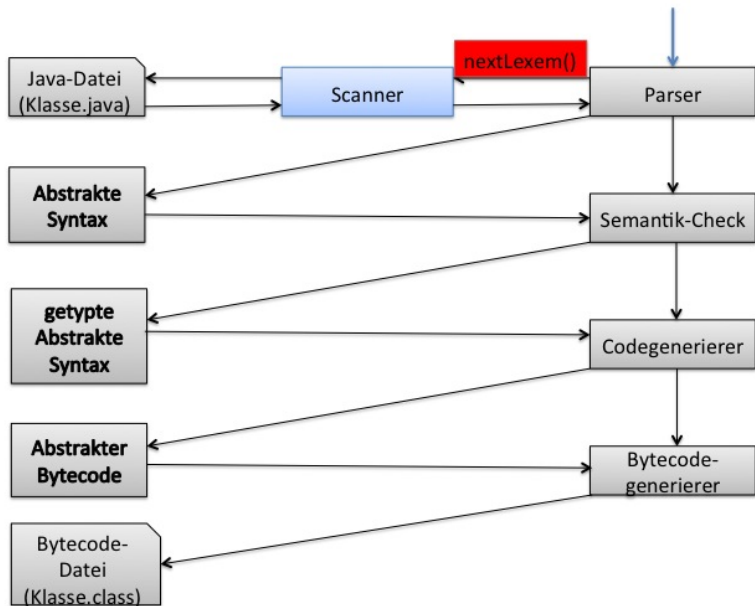 nextLexem()
Java-Datei
(Klasse.java)
Scanner
Parser
Abstrakte
Syntax
Semantik-Check
getypte
Abstrakte
Syntax
Codegenerierer
Abstrakter
Bytecode
Bytecode-
generierer
Bytecode-
Datei
(Klasse.class)